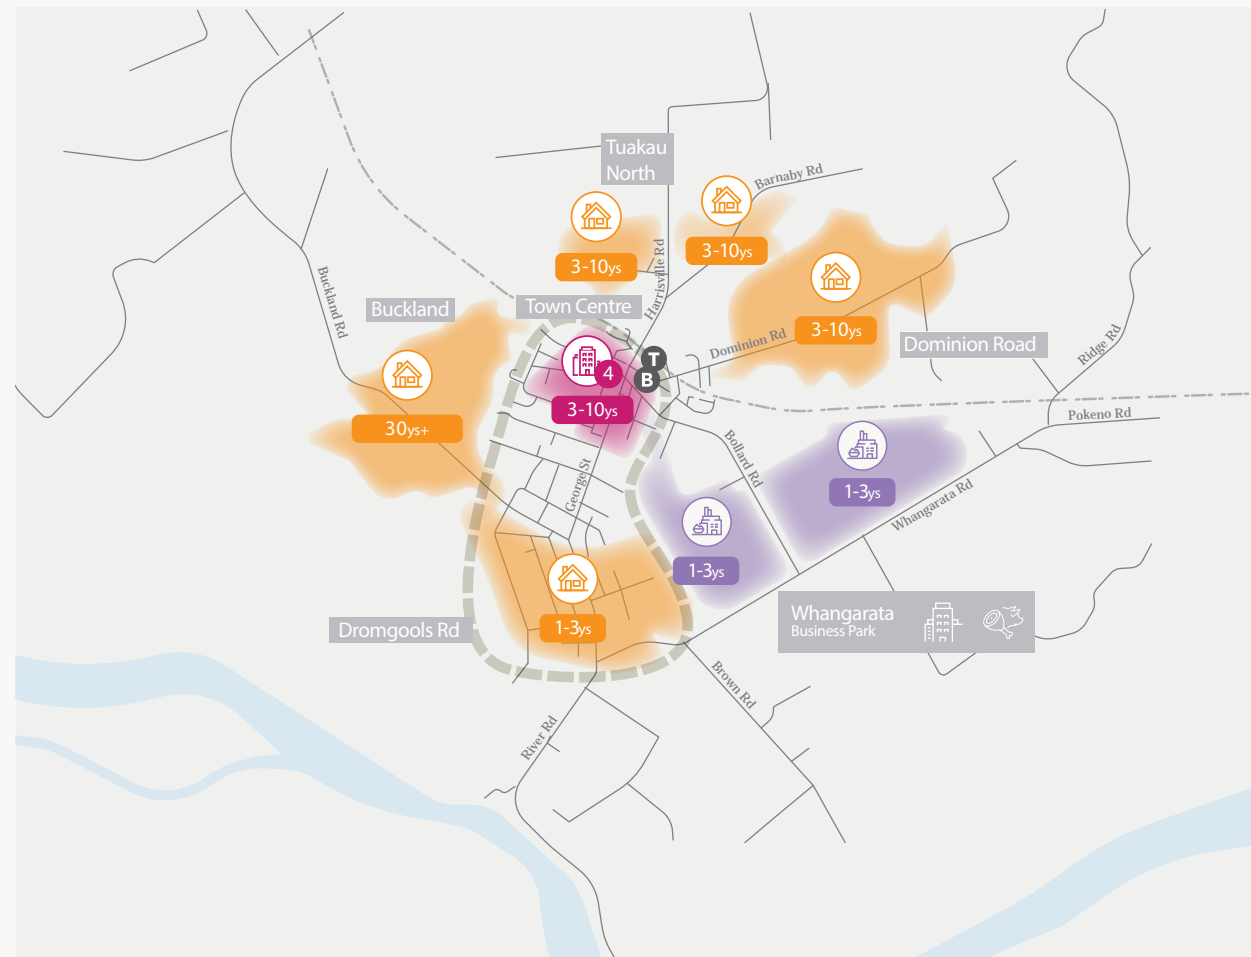 Tuakau
North
Barnaby Rd
3-10ys
3-10ys
Harrisville Rd
Buckland Rd
Buckland
Town Centre
3-10ys
Dominion Rd
Dominion Road
Ridge Rd
T
B
4
3-10ys
30ys+
Pokeno Rd
Bollard Rd
George St
1-3ys
Whangarata Rd
1-3ys
Whangarata
Business Park
Dromgools Rd
1-3ys
Brown Rd
River Rd